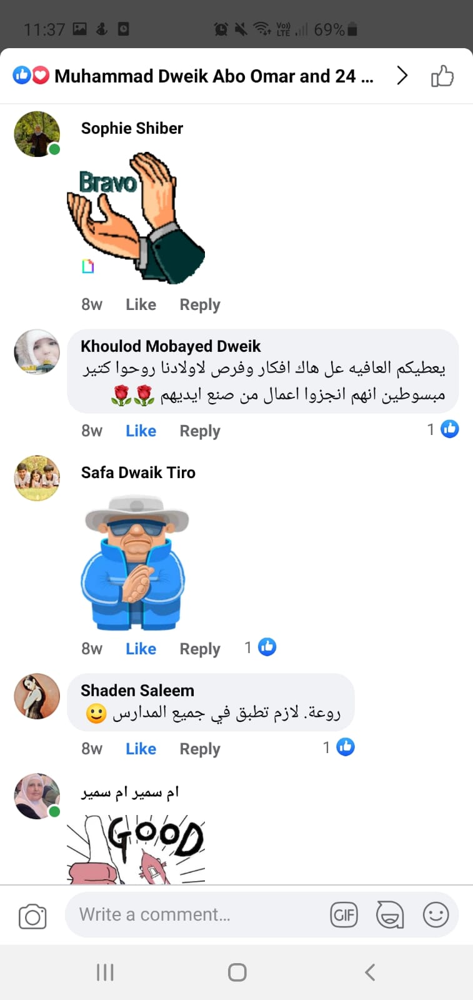 11:37
Vo))
LTE
69%
Muhammad Dweik Abo Omar and 24 ...
Sophie Shiber
Bravo
8w Like Reply
Khoulod Mobayed Dweik
يعطيكم العافيه عل هاك افكار وفرص لاولادنا روحوا كتير
مبسوطين انهم انجزوا اعمال من صنع ايديهم 🌹🌹
8w Like Reply 1
Safa Dwaik Tiro
8w Like Reply 1
Shaden Saleem
روعة. لازم تطبق في جميع المدارس 🙂
8w Like Reply 1
ام سمير ام سمير
GOOD
Write a comment...
GIF